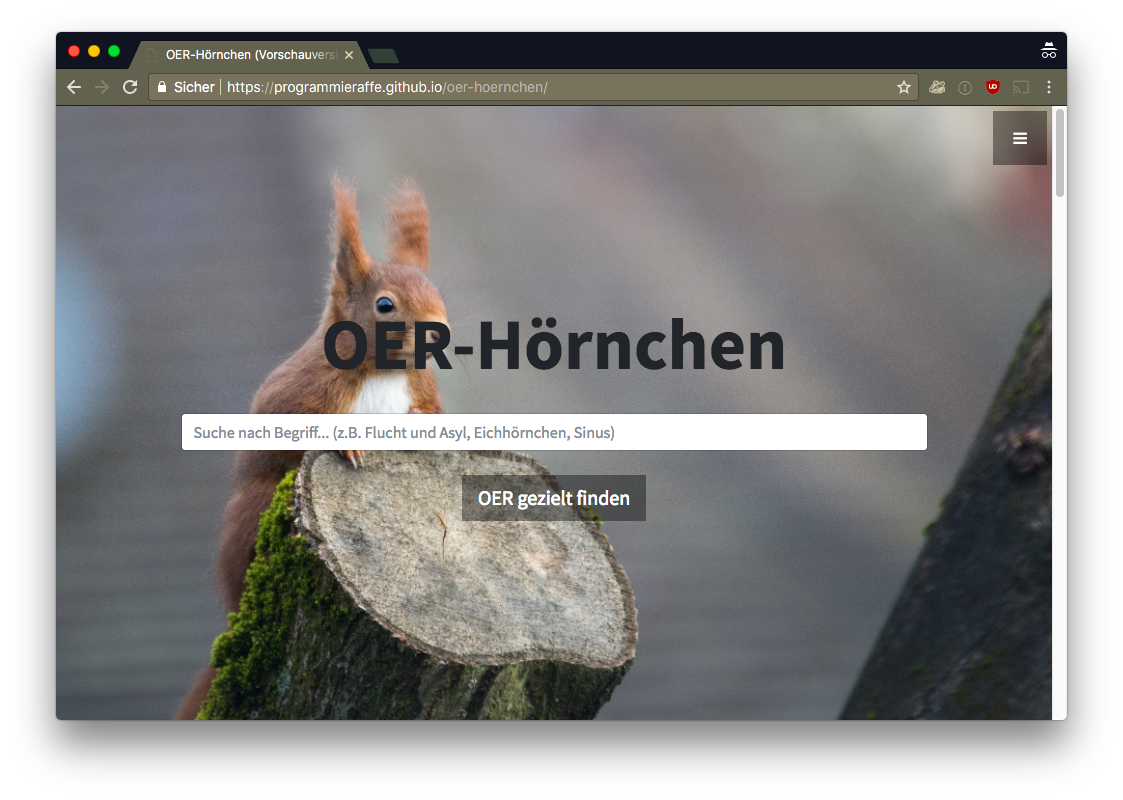 OER-Hörnchen (Vorschauversi
Sicher https://programmieraffe.github.io/oer-hoernchen/
OER-Hörnchen
Suche nach Begriff... (z.B. Flucht und Asyl, Eichhörnchen, Sinus)
OER gezielt finden